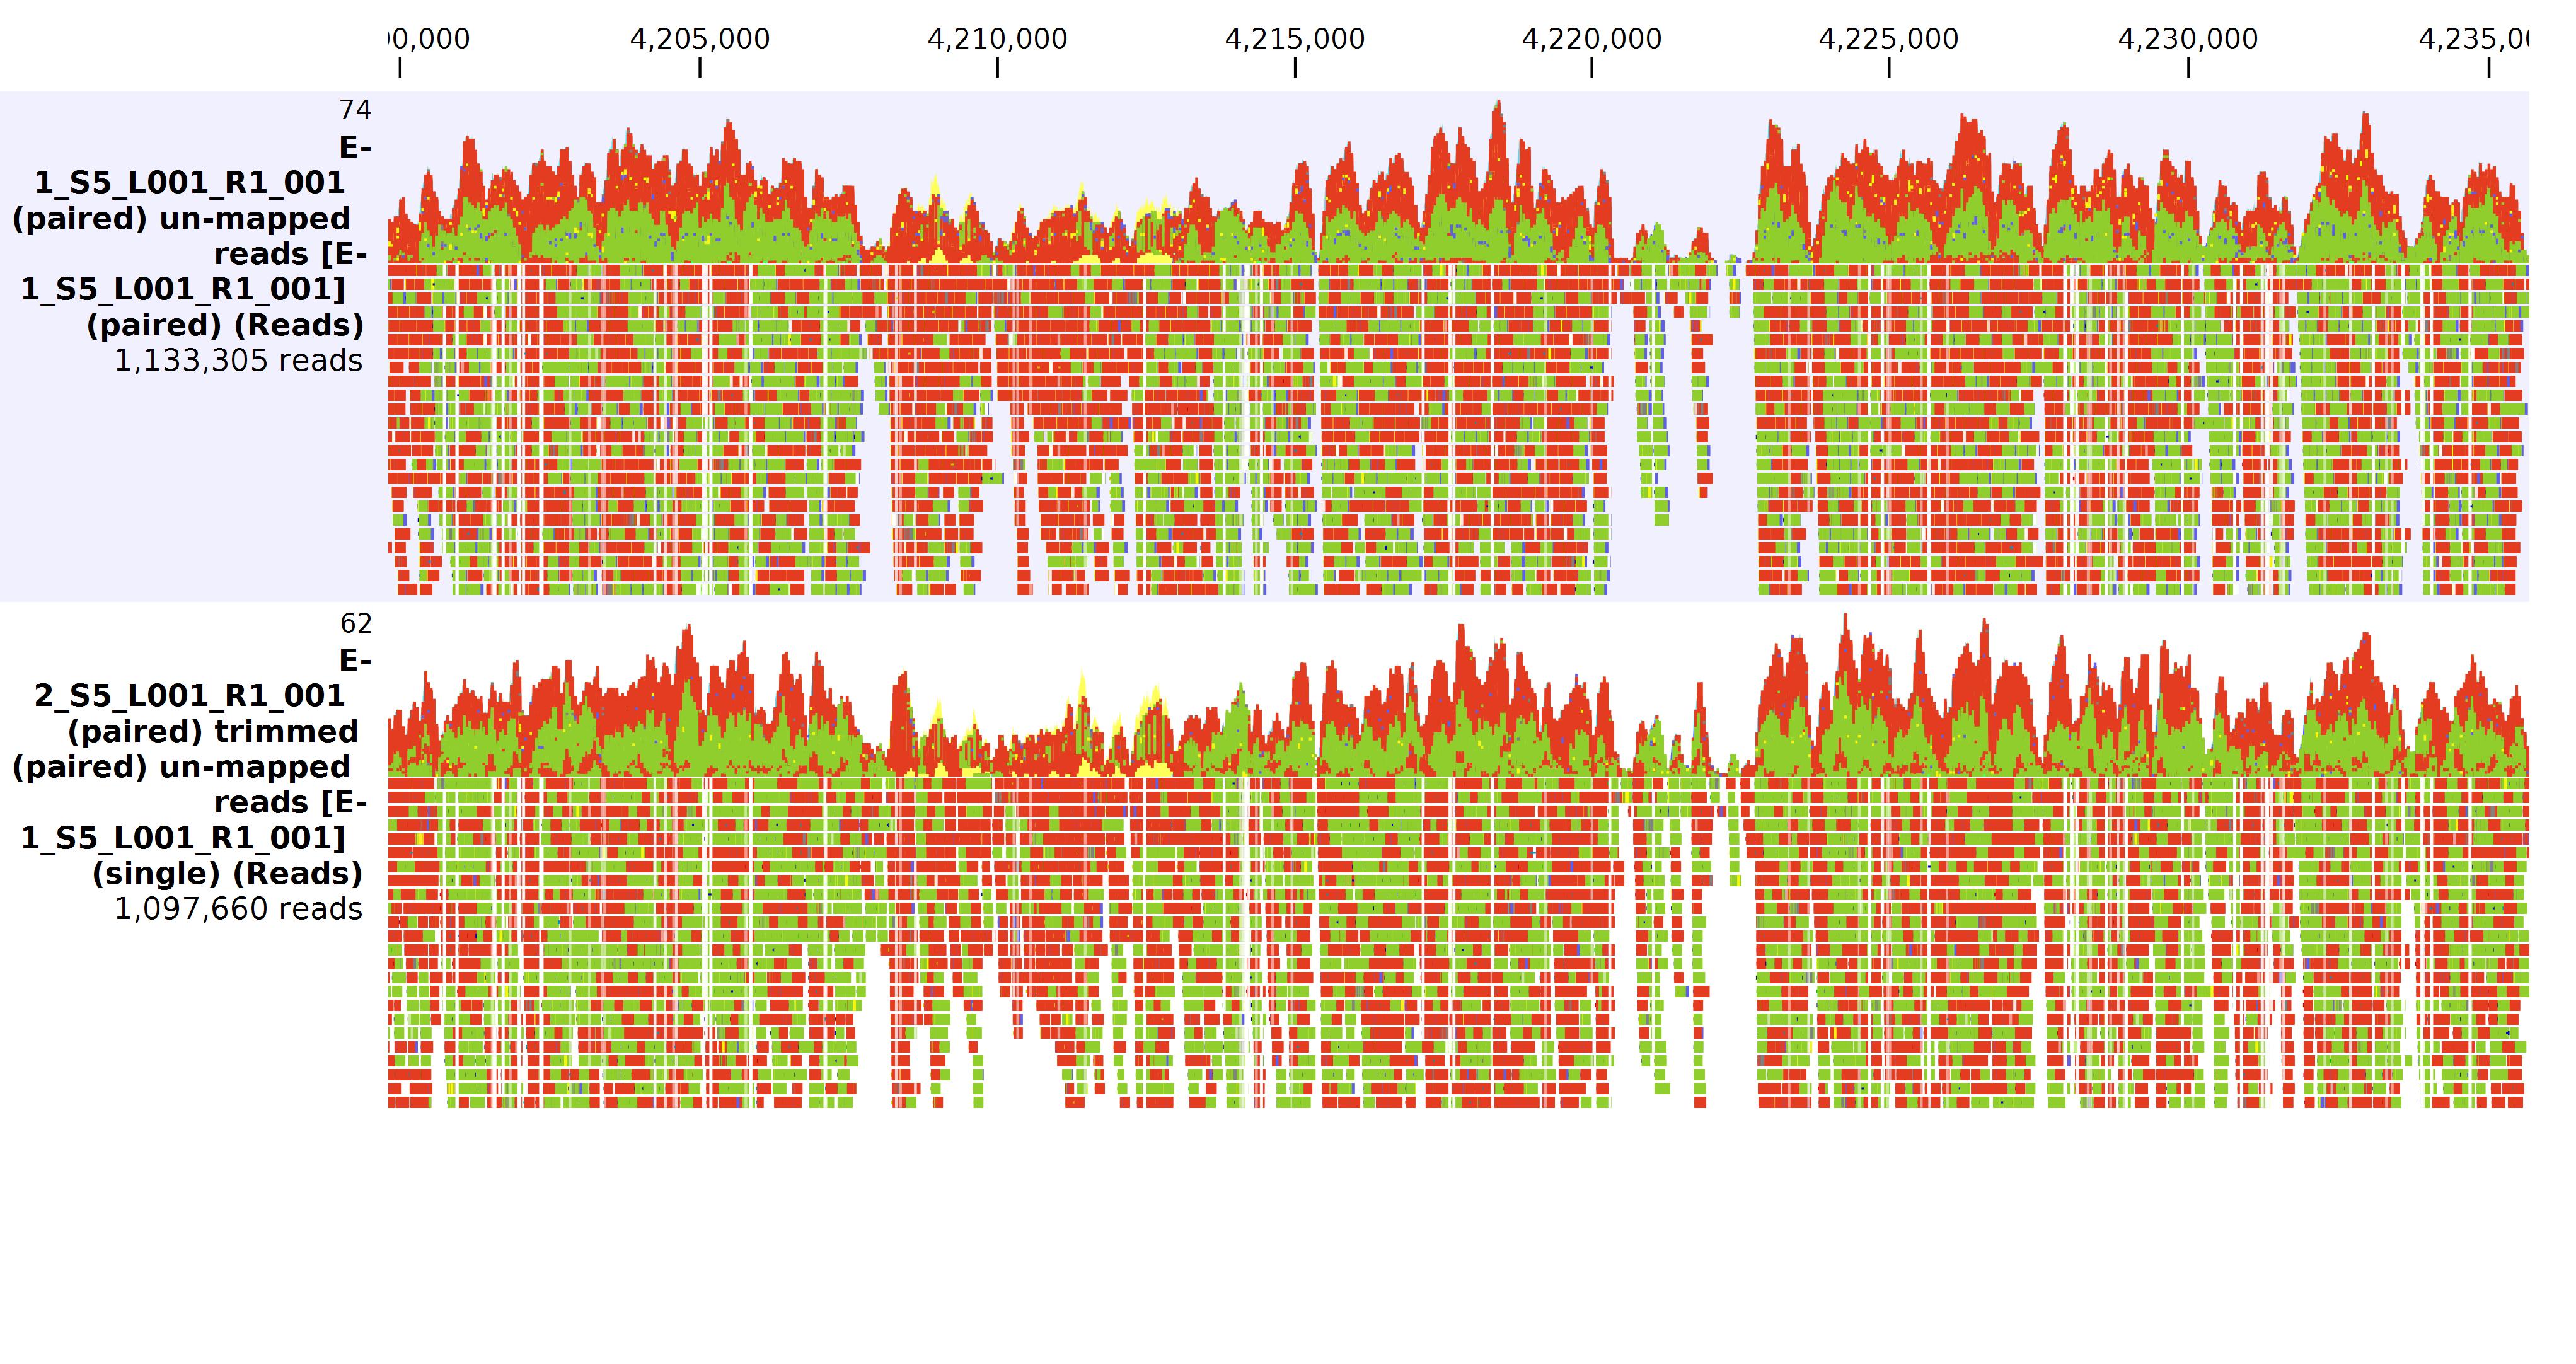 00,000 4,205,000 4,210,000 4,215,000 4,220,000 4,225,000 4,230,000 4,235,0
74
E-
1_S5_L001_R1_001
(paired) un-mapped
reads [E-
1_S5_L001_R1_001]
(paired) (Reads)
1,133,305 reads
62
E-
2_S5_L001_R1_001
(paired) trimmed
(paired) un-mapped
reads [E-
1_S5_L001_R1_001]
(single) (Reads)
1,097,660 reads